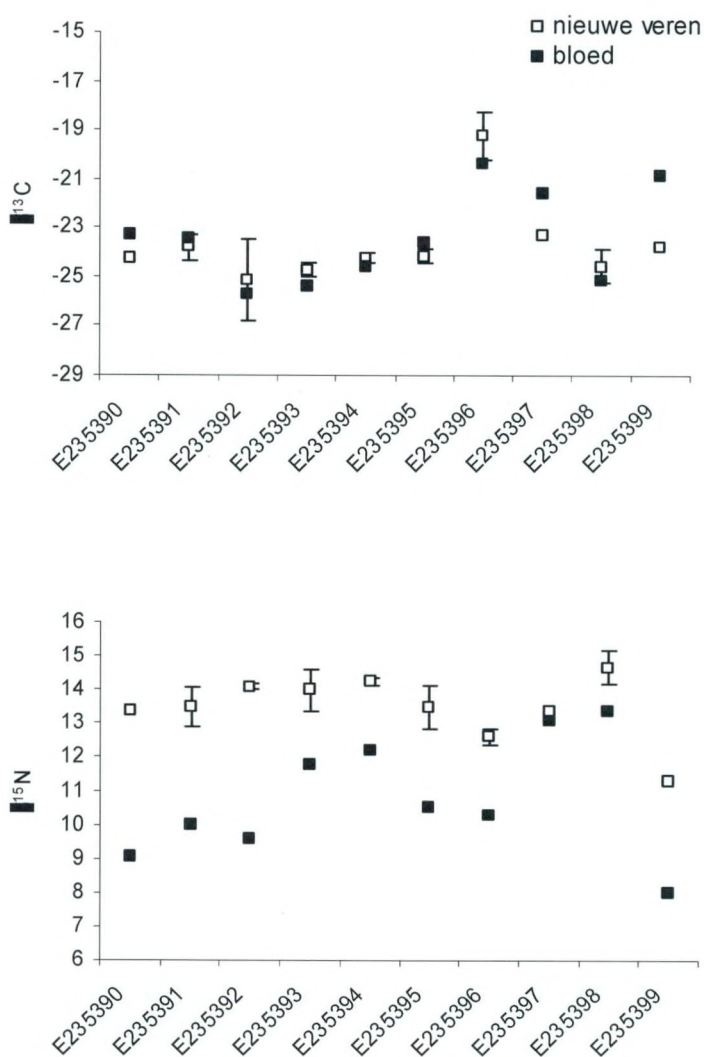 nieuwe veren
bloed
-15
-17
-19
-21
-23
-25
-27
-29
13C
E235390
E235391
E235392
E235393
E235394
E235395
E235396
E235397
E235398
E235399
16
15
14
13
12
11
10
9
8
7
6
15N
E235390
E235391
E235392
E235393
E235394
E235395
E235396
E235397
E235398
E235399